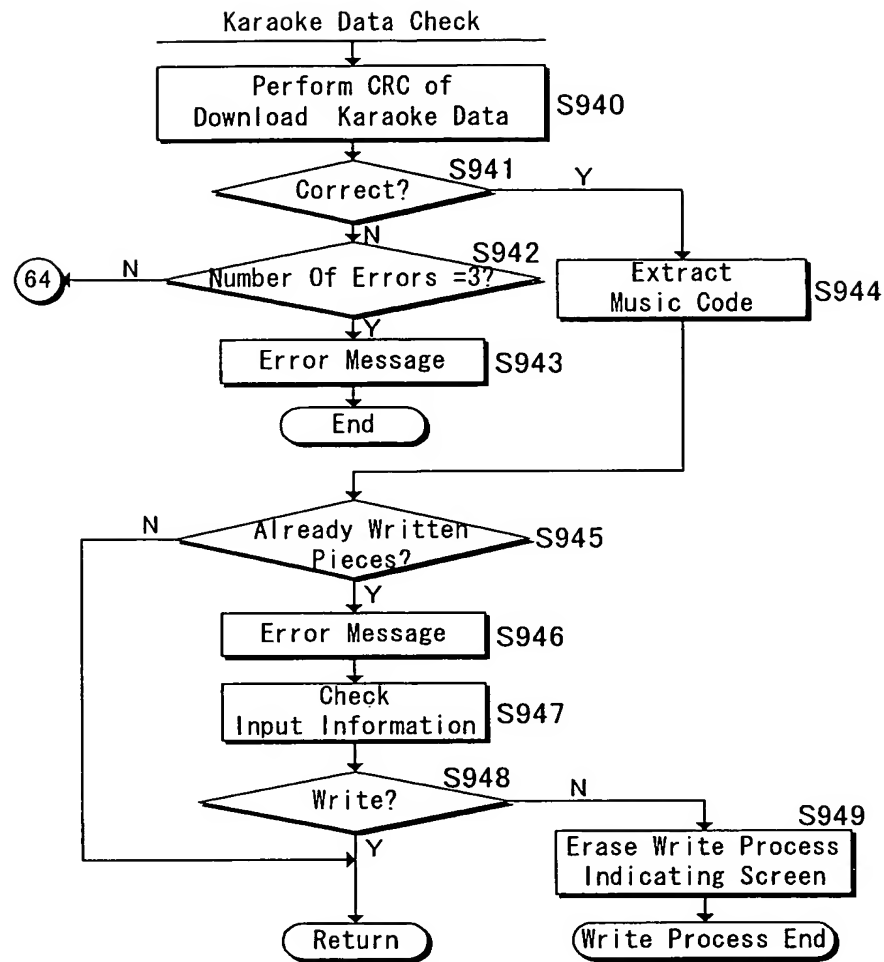 Karaoke Data Check
Perform CRC of
Download Karaoke Data
S940
S941
Correct?
Y
N
S942
64
N
Number Of Errors =3?
Extract
Music Code
S944
Y
Error Message
S943
End
N
Already Written
Pieces?
S945
Y
Error Message
S946
Check
Input Information
S947
S948
Write?
N
S949
Y
Erase Write Process
Indicating Screen
Return
Write Process End